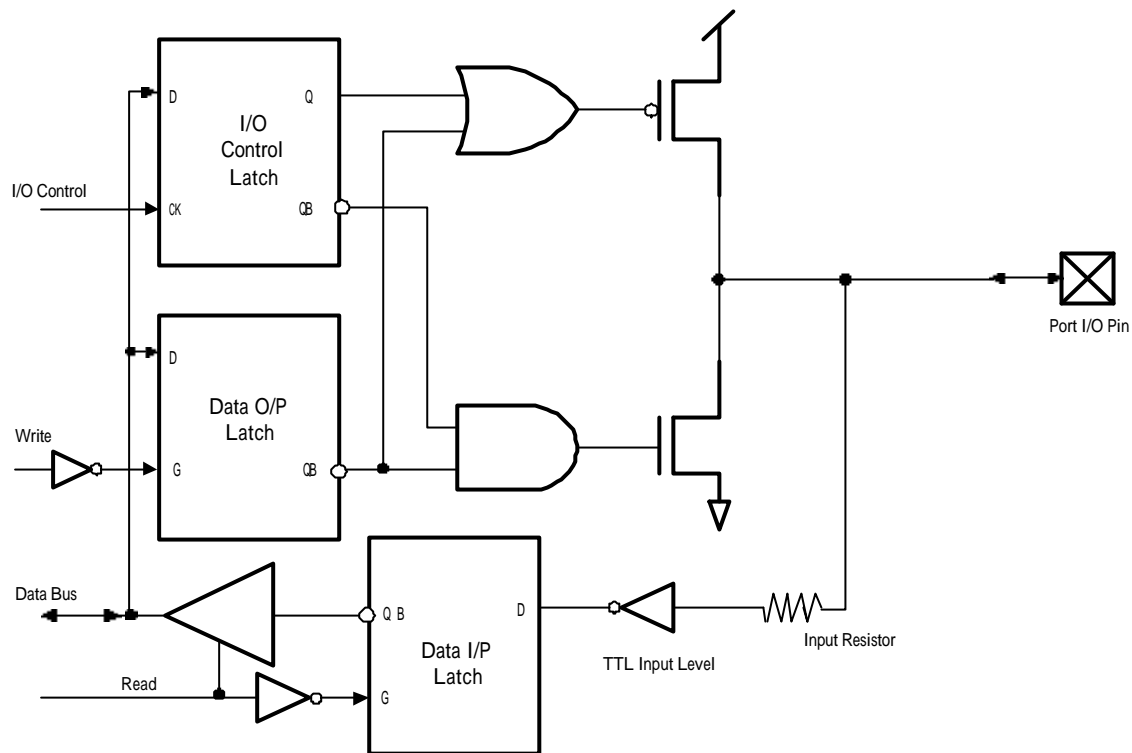 D
Q
I/O
Control
Latch
I/O Control
CK
QB
Port I/O Pin
D
Data O/P
Latch
Write
G
QB
Data Bus
Q B
D
Input Resistor
TTL Input Level
Data I/P
Latch
Read
G